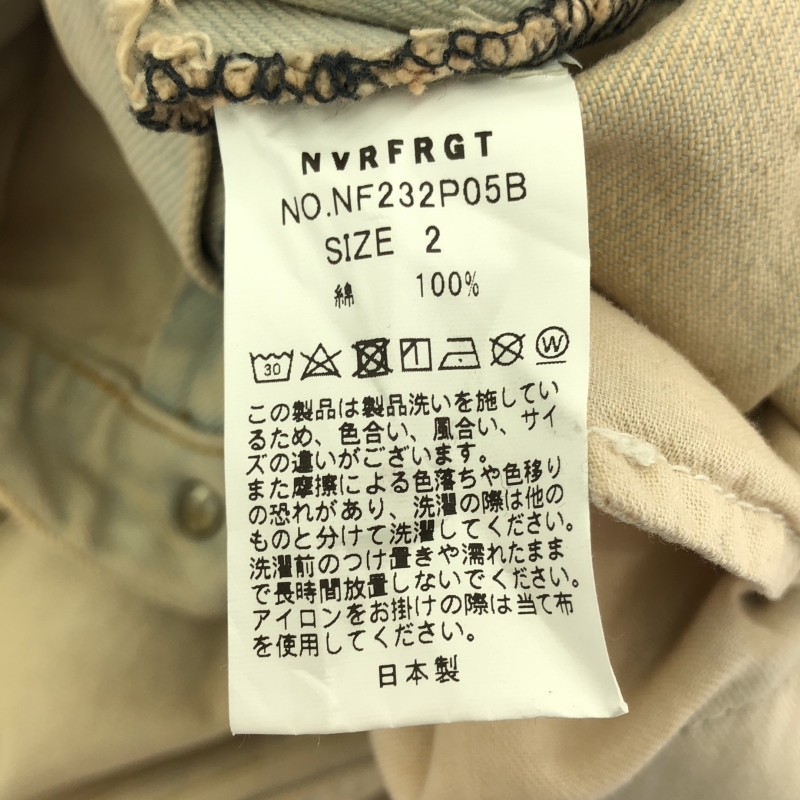 NVRFRGT
NO.NF232P05B
SIZE 2
綿 100%
30 W
この製品は製品洗いを施してい
るため、色合い、風合い、サイ
ズの違いがございます。
また摩擦による色落ちや色移り
の恐れがあり、洗濯の際は他の
ものと分けて洗濯してください。
洗濯前のつけ置きや濡れたまま
で長時間放置しないでください。
アイロンをお掛けの際は当て布
を使用してください。
日本製